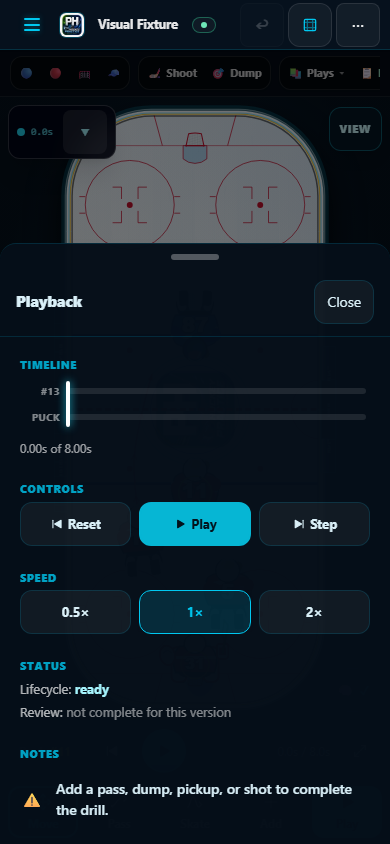 PH
Visual Fixture
Shoot
Dump
Plays
0.0s
VIEW
Playback
Close
TIMELINE
#13
PUCK
0.00s of 8.00s
CONTROLS
Reset
Play
Step
SPEED
0.5×
1×
2×
STATUS
Lifecycle: ready
Review: not complete for this version
NOTES
Add a pass, dump, pickup, or shot to complete
the drill.